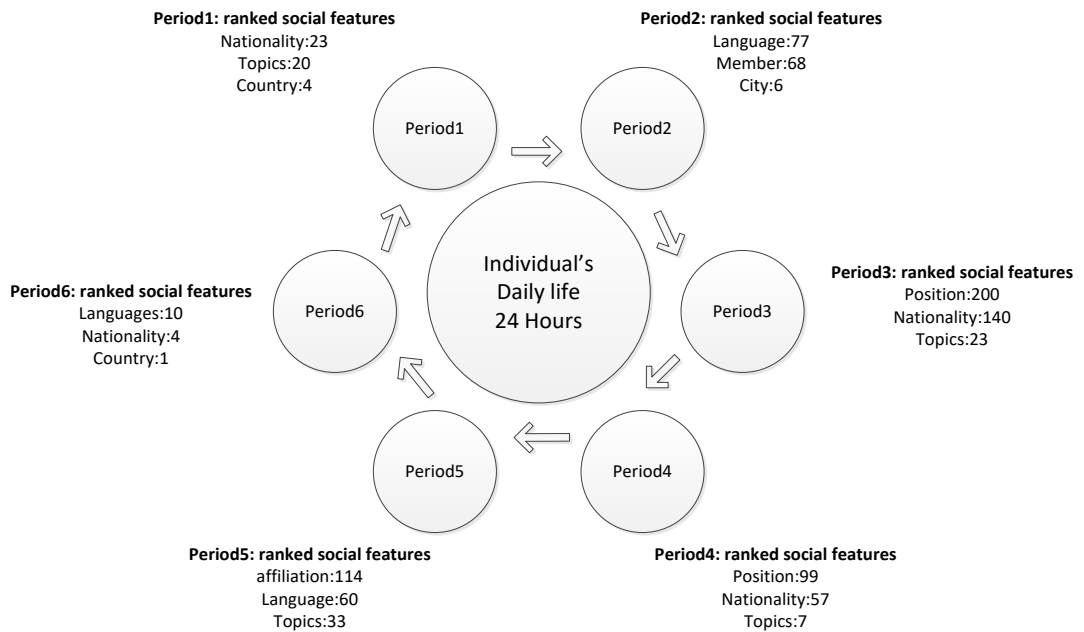 Period1: ranked social features
Nationality:23
Topics:20
Country:4
Period2: ranked social features
Language:77
Member:68
City:6
Period1
Period2
Individual’s
Daily life
24 Hours
Period3: ranked social features
Position:200
Nationality:140
Topics:23
Period6: ranked social features
Languages:10
Nationality:4
Country:1
Period6
Period3
Period5
Period4
Period5: ranked social features
affiliation:114
Language:60
Topics:33
Period4: ranked social features
Position:99
Nationality:57
Topics:7